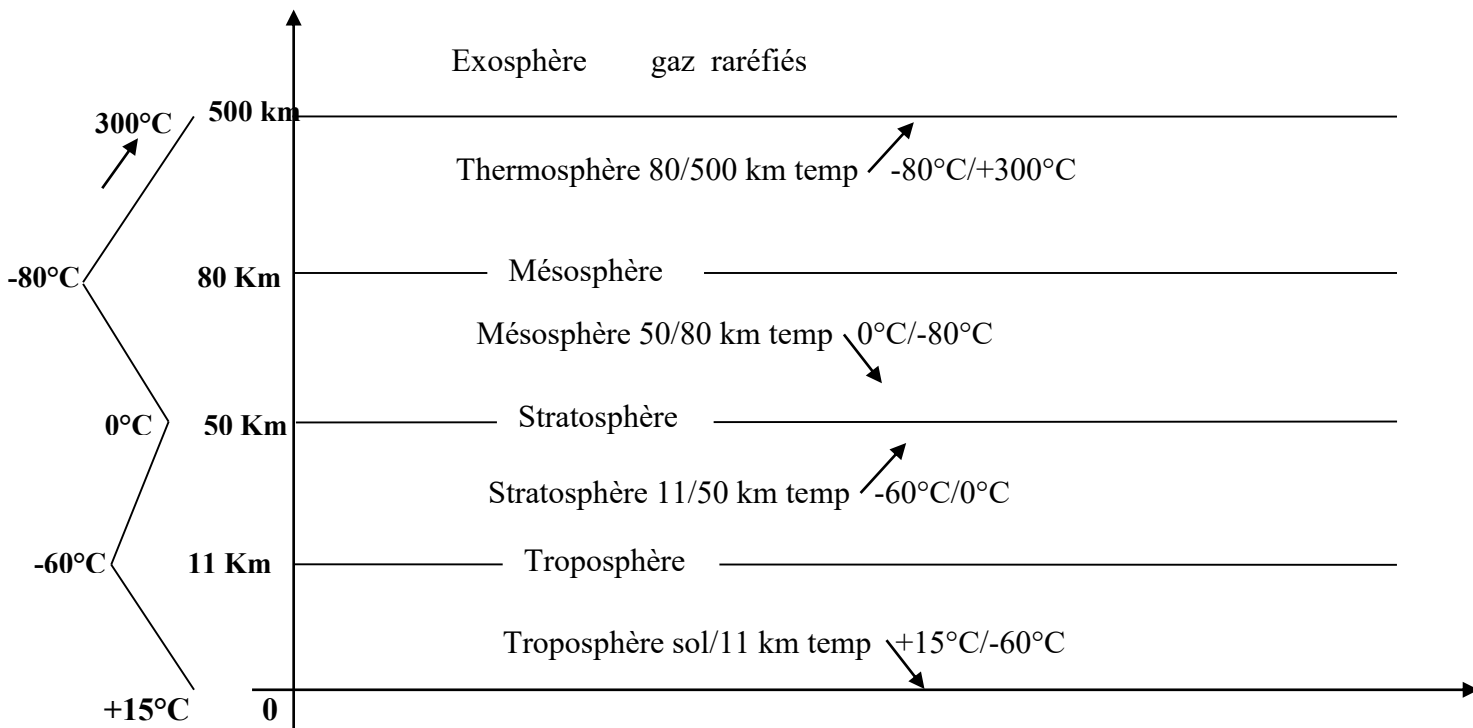 Exosphère gaz raréfiés
500 km
300°C
Thermosphère 80/500 km temp -80°C/+300°C
-80°C 80 Km Mésosphère
Mésosphère 50/80 km temp 0°C/-80°C
0°C 50 Km Stratosphère
Stratosphère 11/50 km temp -60°C/0°C
-60°C 11 Km Troposphère
Troposphère sol/11 km temp +15°C/-60°C
+15°C 0